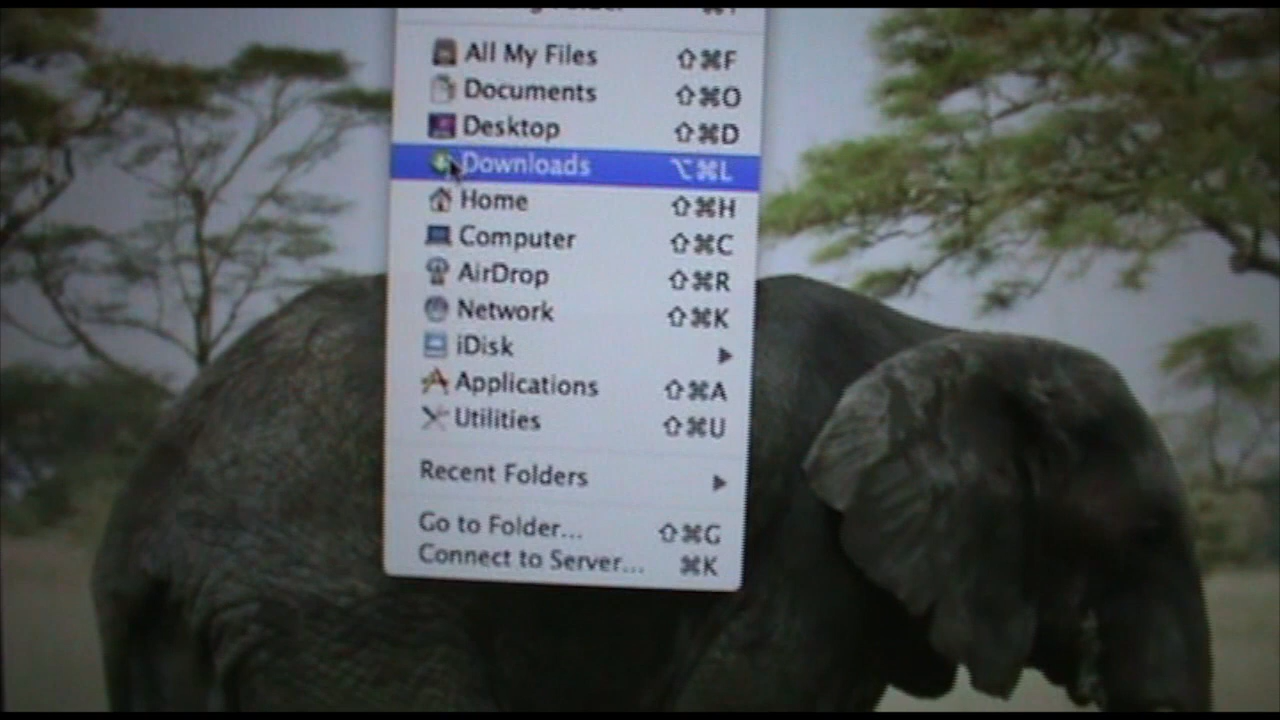 All My Files ⇧⌘F
Documents ⇧⌘O
Desktop ⇧⌘D
Downloads ⌥⌘L
Home ⇧⌘H
Computer ⇧⌘C
AirDrop ⇧⌘R
Network ⇧⌘K
iDisk ▶
Applications ⇧⌘A
Utilities ⇧⌘U
Recent Folders ▶
Go to Folder... ⇧⌘G
Connect to Server... ⌘K